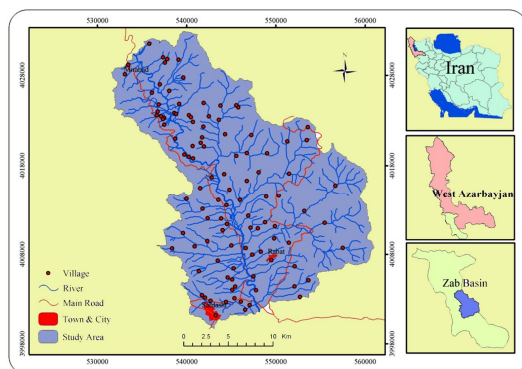 530000 540000 550000 560000
4028000 4028000
4018000 4018000
4008000 4008000
3998000 3998000
N
Rabat
Village
River
Main Road
Town & City
Study Area
0 2.5 5 10 Km
530000 540000 550000 560000
Iran
West Azarbayjan
Zab Basin